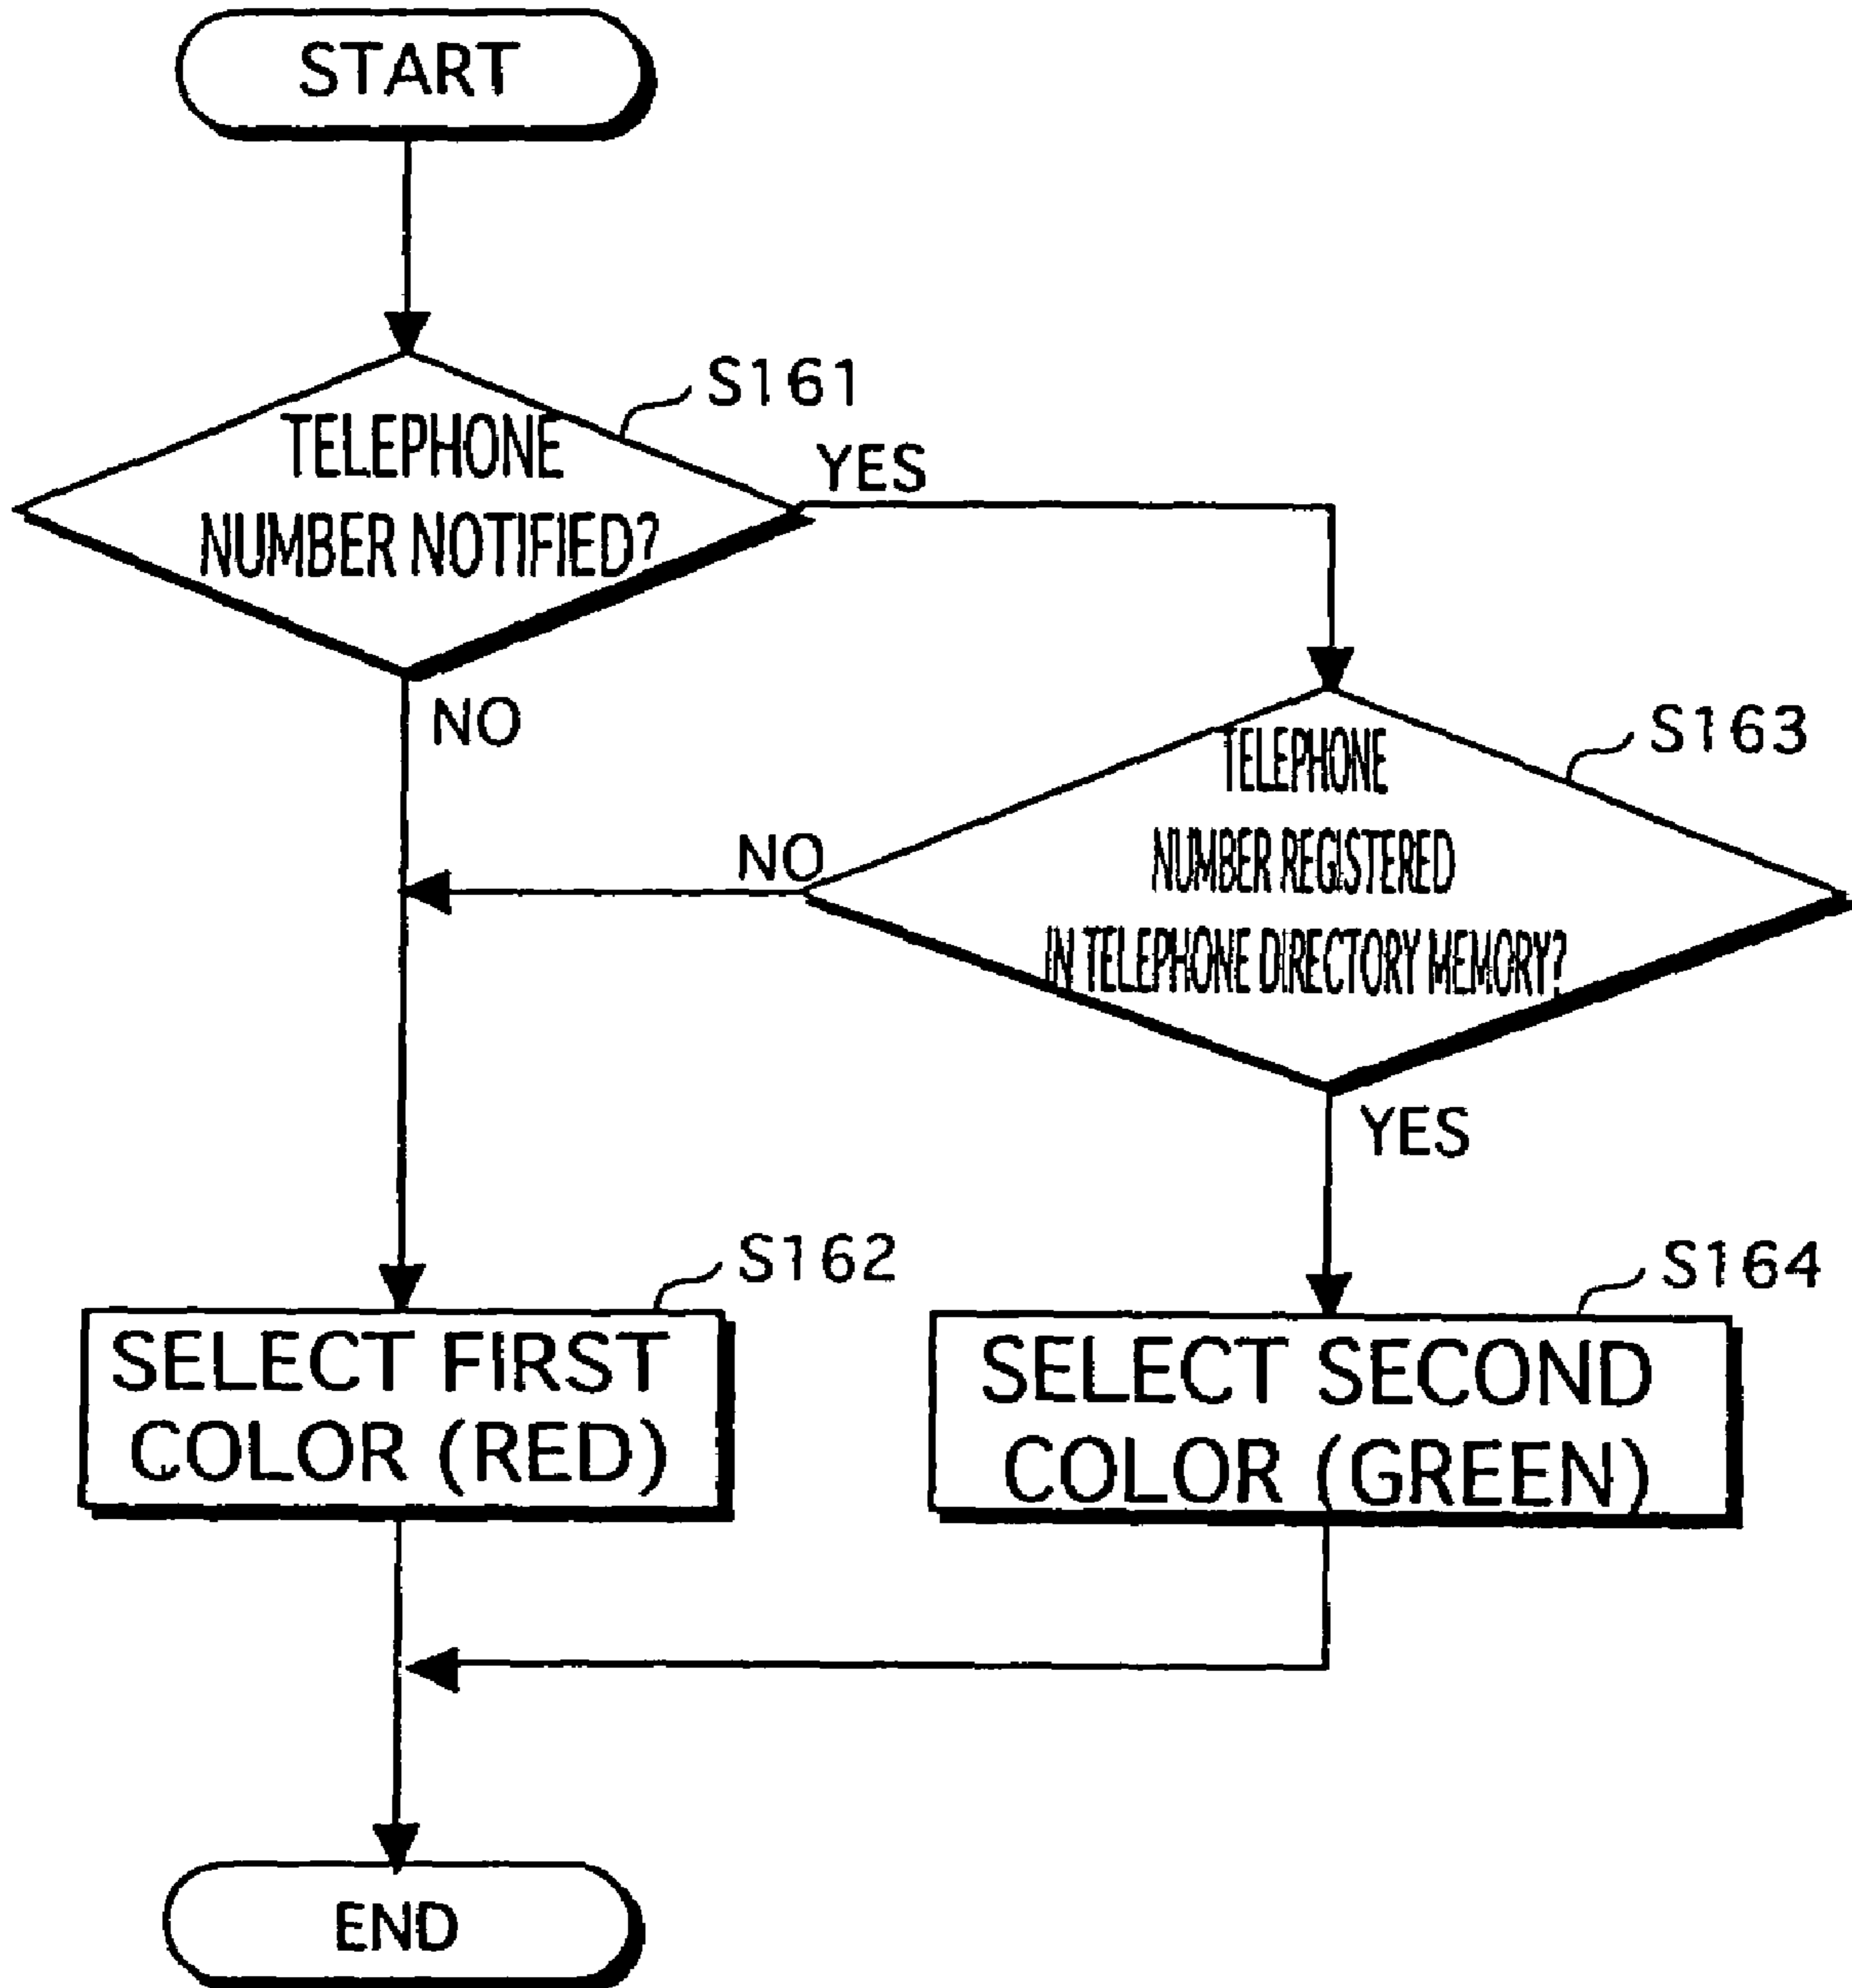 START
S161
TELEPHONE
NUMBER NOTIFIED?
YES
NO
S163
TELEPHONE
NUMBER REGISTERED
IN TELEPHONE DIRECTORY MEMORY?
NO
YES
S162
SELECT FIRST
COLOR (RED)
S164
SELECT SECOND
COLOR (GREEN)
END